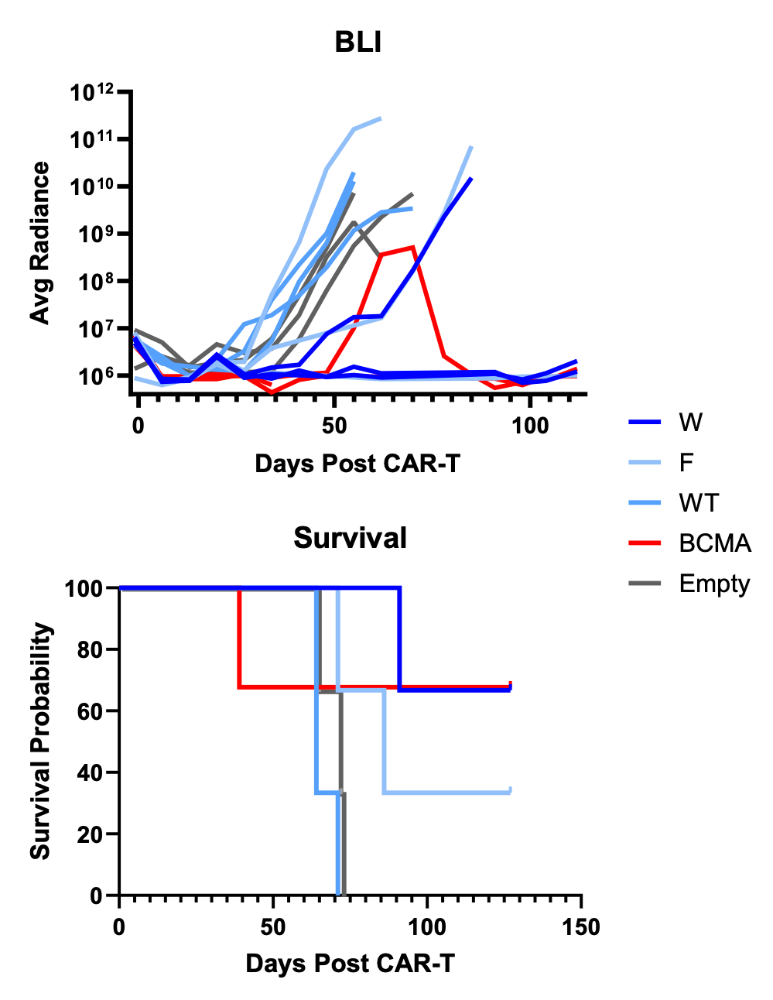 BLI
Avg Radiance
10¹²
10¹¹
10¹⁰
10⁹
10⁸
10⁷
10⁶
0 50 100
Days Post CAR-T
W
F
WT
BCMA
Empty
Survival
Survival Probability
100
80
60
40
20
0
0 50 100 150
Days Post CAR-T